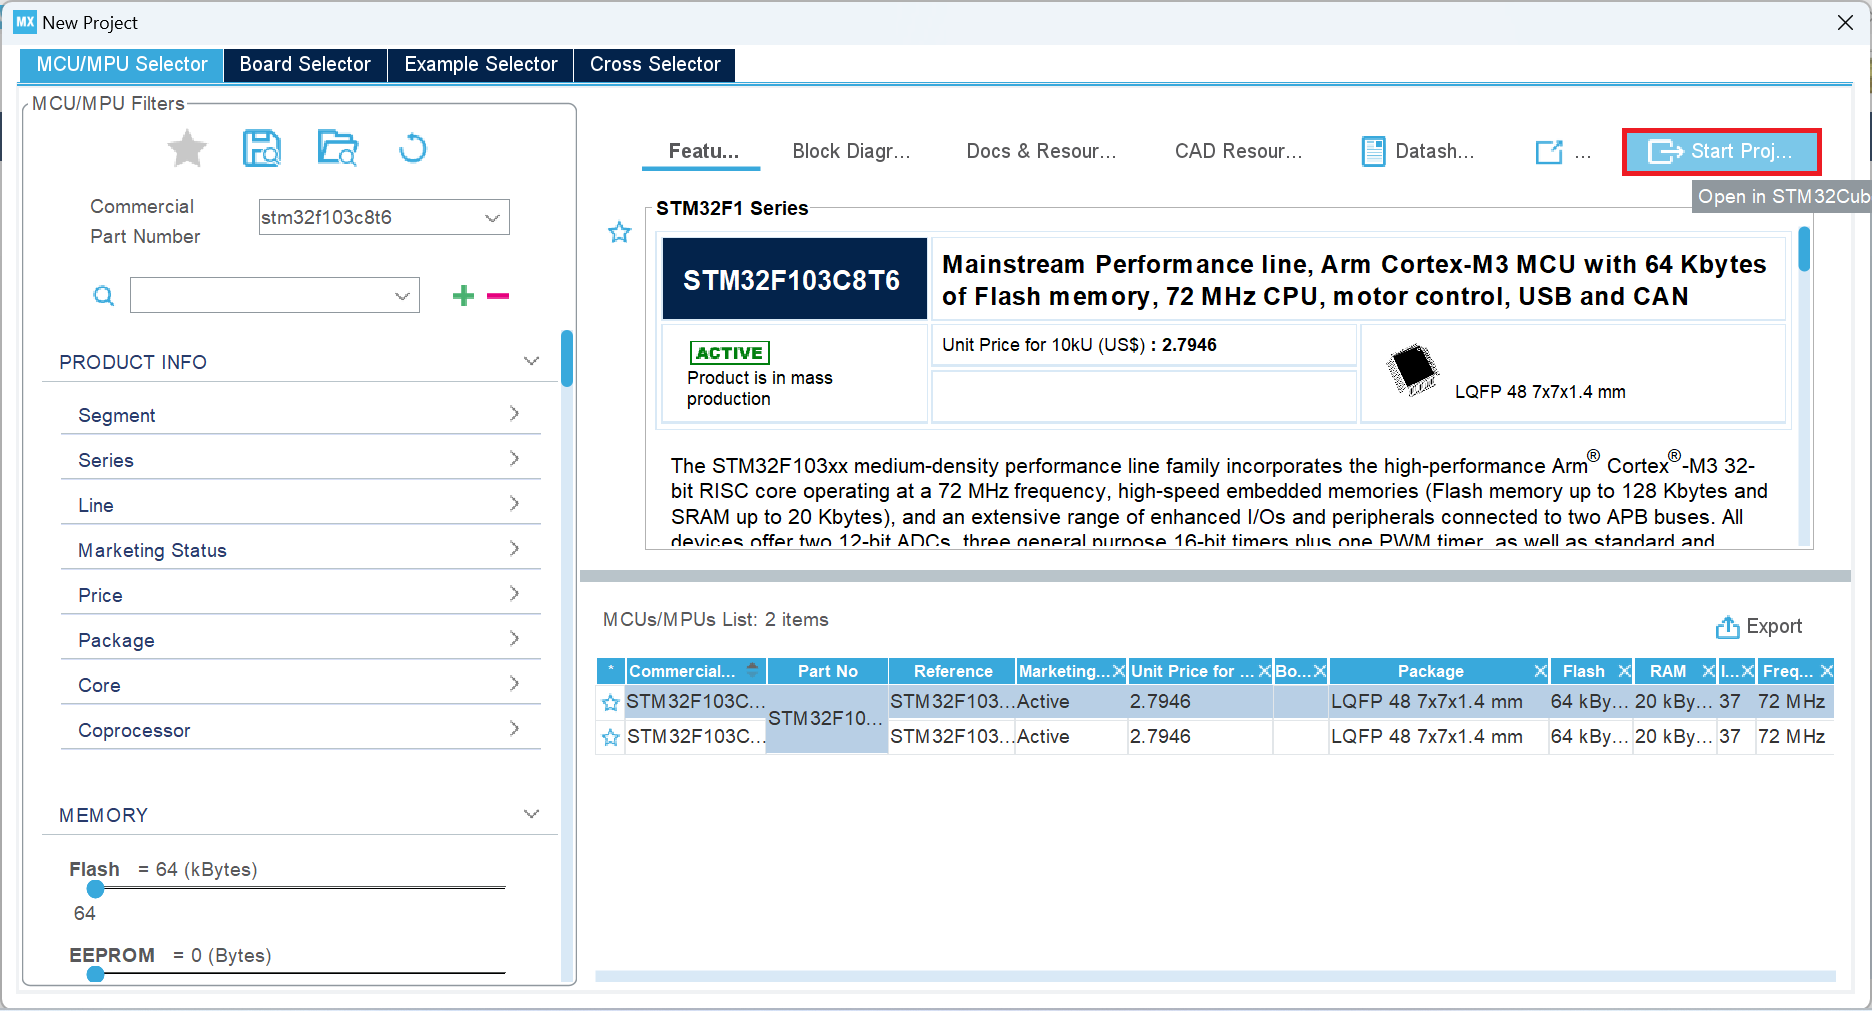 MX New Project
MCU/MPU Selector
Board Selector
Example Selector
Cross Selector
MCU/MPU Filters
Commercial
Part Number
stm32f103c8t6
PRODUCT INFO
Segment
Series
Line
Marketing Status
Price
Package
Core
Coprocessor
MEMORY
Flash = 64 (kBytes)
64
EEPROM = 0 (Bytes)
Featu...
Block Diagr...
Docs & Resour...
CAD Resour...
Datash...
...
Start Proj...
Open in STM32Cub
STM32F1 Series
STM32F103C8T6
Mainstream Performance line, Arm Cortex-M3 MCU with 64 Kbytes
of Flash memory, 72 MHz CPU, motor control, USB and CAN
ACTIVE
Product is in mass
production
Unit Price for 10kU (US$) : 2.7946
LQFP 48 7x7x1.4 mm
The STM32F103xx medium-density performance line family incorporates the high-performance Arm® Cortex®-M3 32-
bit RISC core operating at a 72 MHz frequency, high-speed embedded memories (Flash memory up to 128 Kbytes and
SRAM up to 20 Kbytes), and an extensive range of enhanced I/Os and peripherals connected to two APB buses. All
devices offer two 12-bit ADCs, three general purpose 16-bit timers plus one PWM timer, as well as standard and
MCUs/MPUs List: 2 items
Export
* Commercial... Part No Reference Marketing... Unit Price for ... Bo... Package Flash RAM I... Freq...
STM32F103C... STM32F10... STM32F103... Active 2.7946 LQFP 48 7x7x1.4 mm 64 kBy... 20 kBy... 37 72 MHz
STM32F103C... STM32F103... Active 2.7946 LQFP 48 7x7x1.4 mm 64 kBy... 20 kBy... 37 72 MHz